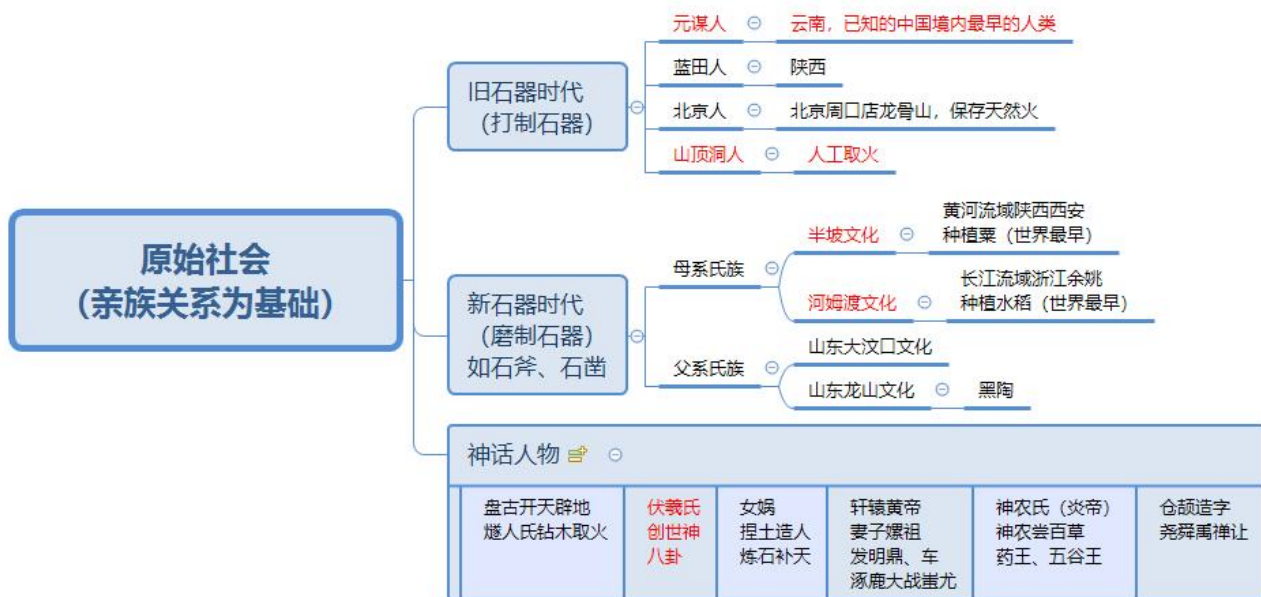 原始社会
（亲族关系为基础）
旧石器时代
（打制石器）
元谋人
云南，已知的中国境内最早的人类
蓝田人
陕西
北京人
北京周口店龙骨山，保存天然火
山顶洞人
人工取火
新石器时代
（磨制石器）
如石斧、石凿
母系氏族
半坡文化
黄河流域陕西西安
种植粟（世界最早）
河姆渡文化
长江流域浙江余姚
种植水稻（世界最早）
父系氏族
山东大汶口文化
山东龙山文化
黑陶
神话人物
盘古开天辟地
燧人氏钻木取火
伏羲氏
创世神
八卦
女娲
捏土造人
炼石补天
轩辕黄帝
妻子嫘祖
发明鼎、车
涿鹿大战蚩尤
神农氏（炎帝）
神农尝百草
药王、五谷王
仓颉造字
尧舜禹禅让